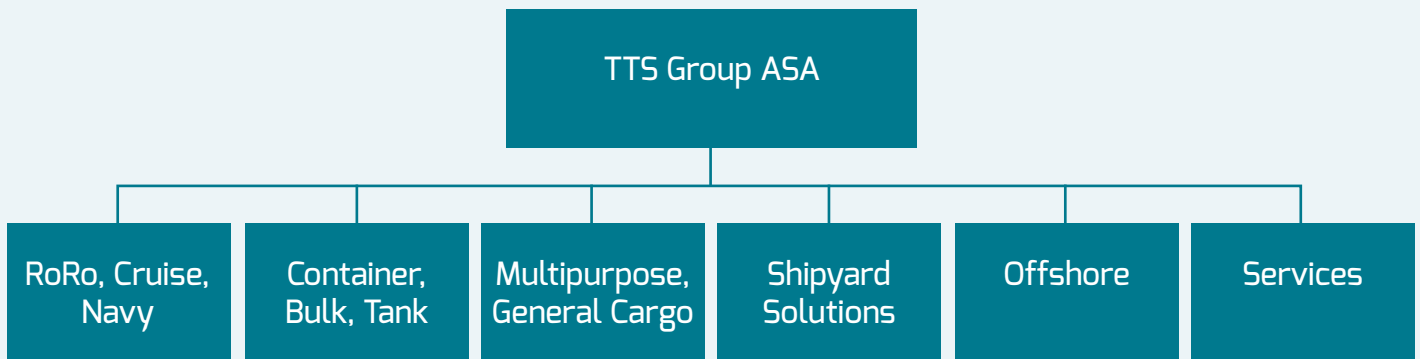 TTS Group ASA
RoRo, Cruise,
Navy
Container,
Bulk, Tank
Multipurpose,
General Cargo
Shipyard
Solutions
Offshore
Services